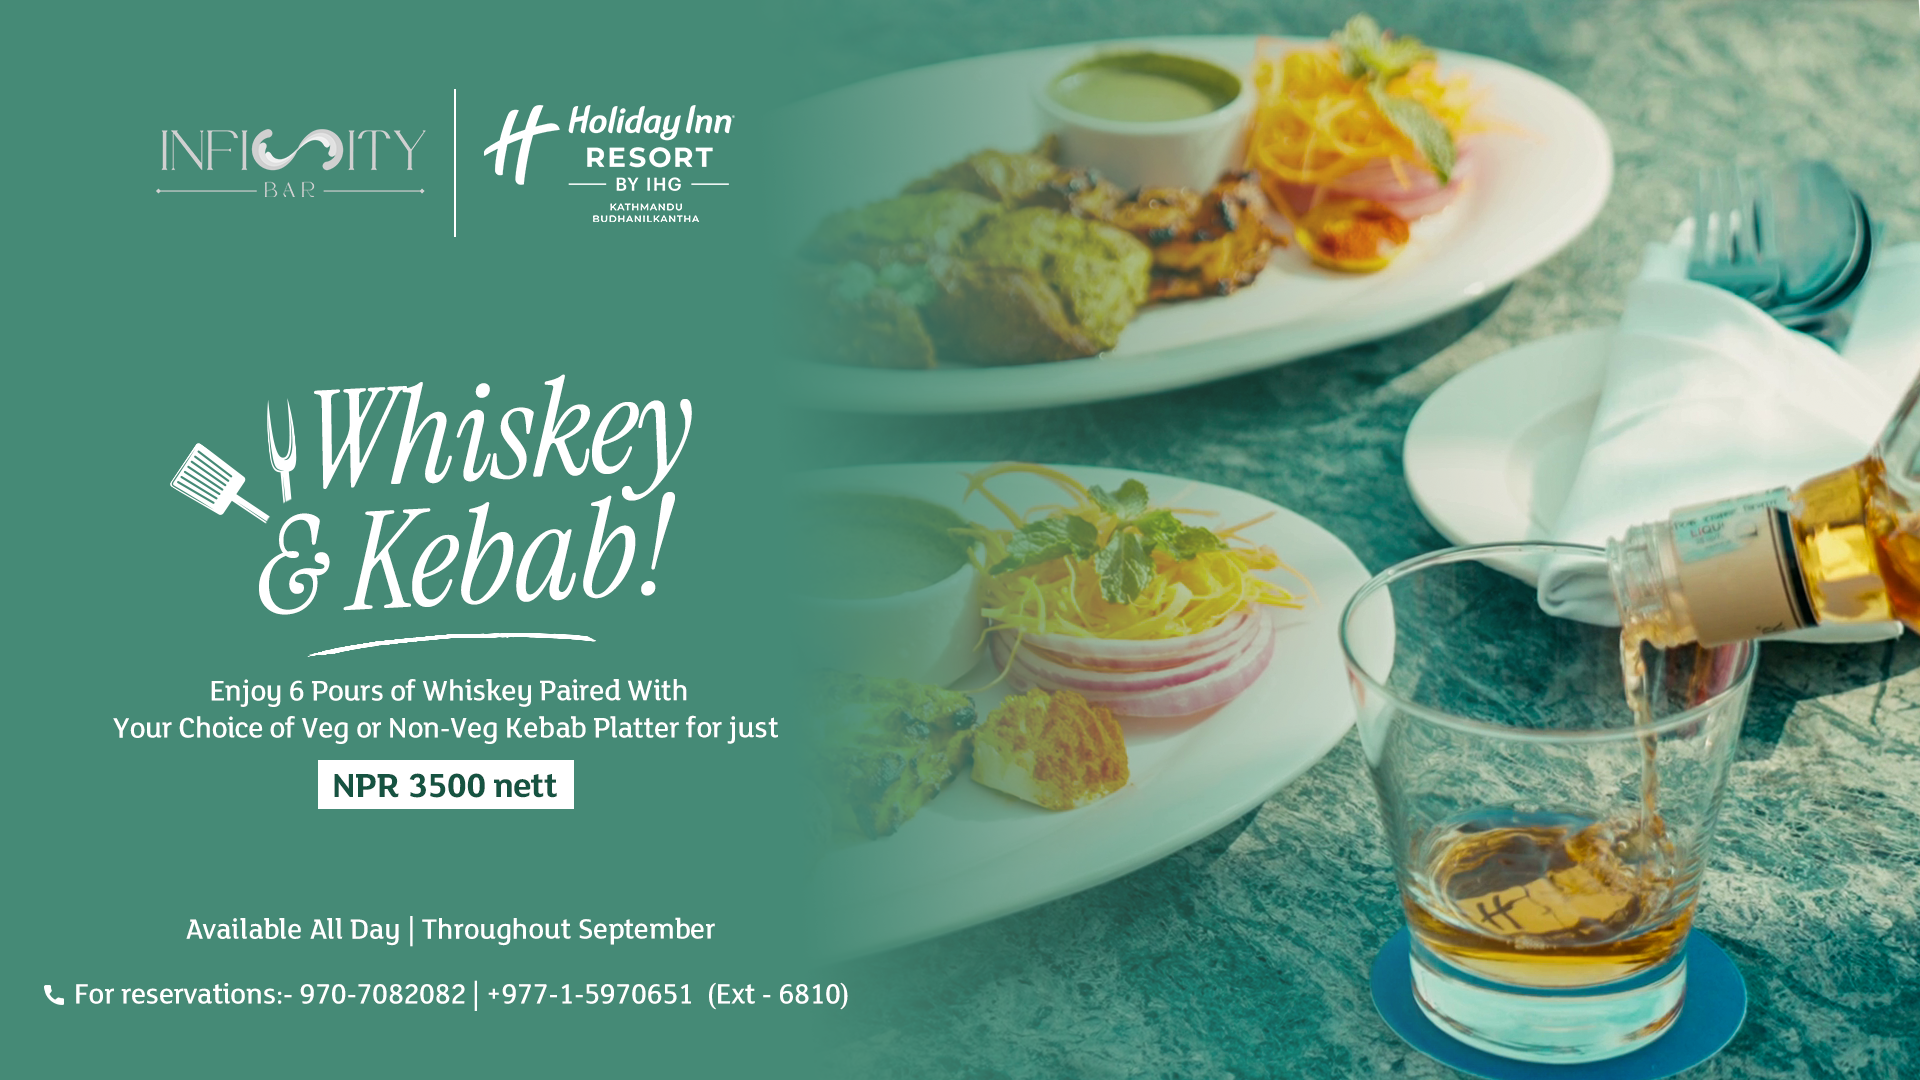 INFINITY
BAR
Holiday Inn
RESORT
BY IHG
KATHMANDU
BUDHANILKANTHA
Whiskey
& Kebab!
Enjoy 6 Pours of Whiskey Paired With
Your Choice of Veg or Non-Veg Kebab Platter for just
NPR 3500 nett
Available All Day | Throughout September
For reservations:- 970-7082082 | +977-1-5970651 (Ext - 6810)
H